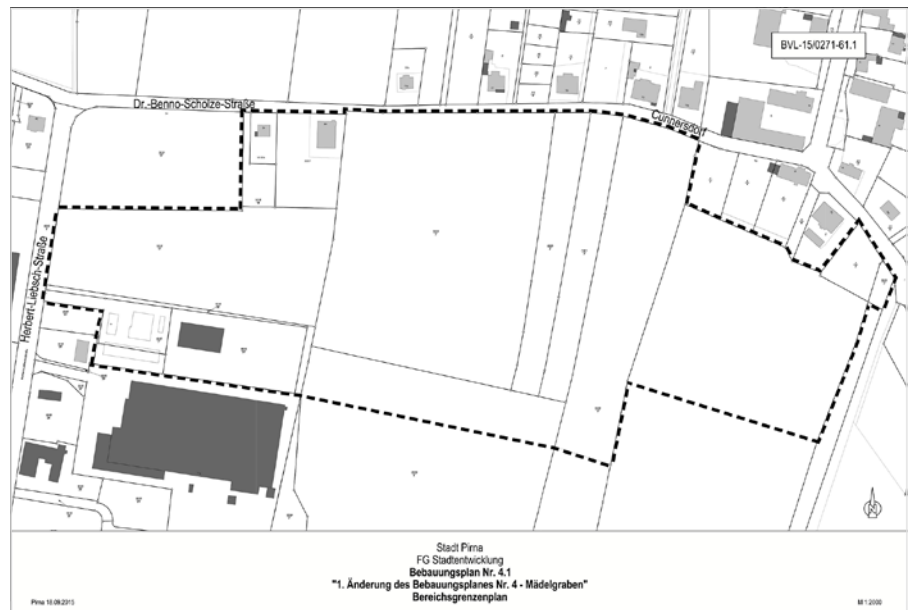 BVL-15/0271-61.1
Dr.-Benno-Scholze-Straße
Cunnersdorf
Herbert-Liebsch-Straße
N
Stadt Pirna
FG Stadtentwicklung
Bebauungsplan Nr. 4.1
"1. Änderung des Bebauungsplanes Nr. 4 - Mädelgraben"
Bereichsgrenzenplan
Pirna 16.09.2015
M 1:2000